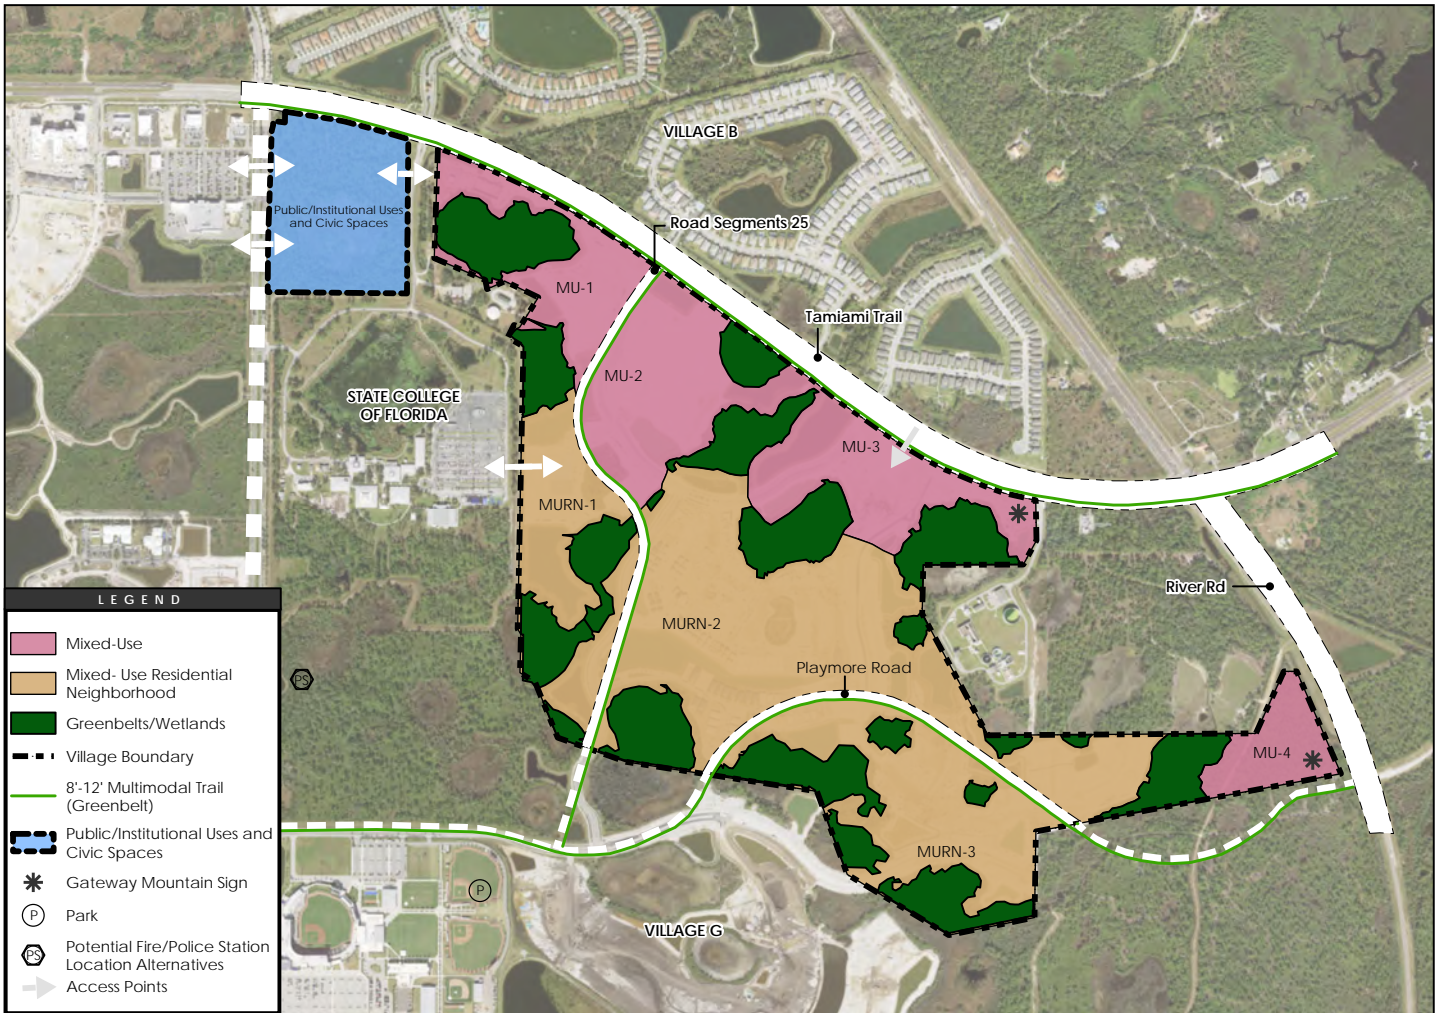 VILLAGE B
Public/Institutional Uses
and Civic Spaces
Road Segments 25
MU-1
Tamiami Trail
MU-2
STATE COLLEGE
OF FLORIDA
MU-3
MURN-1
River Rd
MURN-2
Playmore Road
MU-4
MURN-3
P
VILLAGE G
PS
LEGEND
Mixed-Use
Mixed- Use Residential
Neighborhood
Greenbelts/Wetlands
Village Boundary
8'-12' Multimodal Trail
(Greenbelt)
Public/Institutional Uses and
Civic Spaces
Gateway Mountain Sign
P
Park
PS
Potential Fire/Police Station
Location Alternatives
Access Points